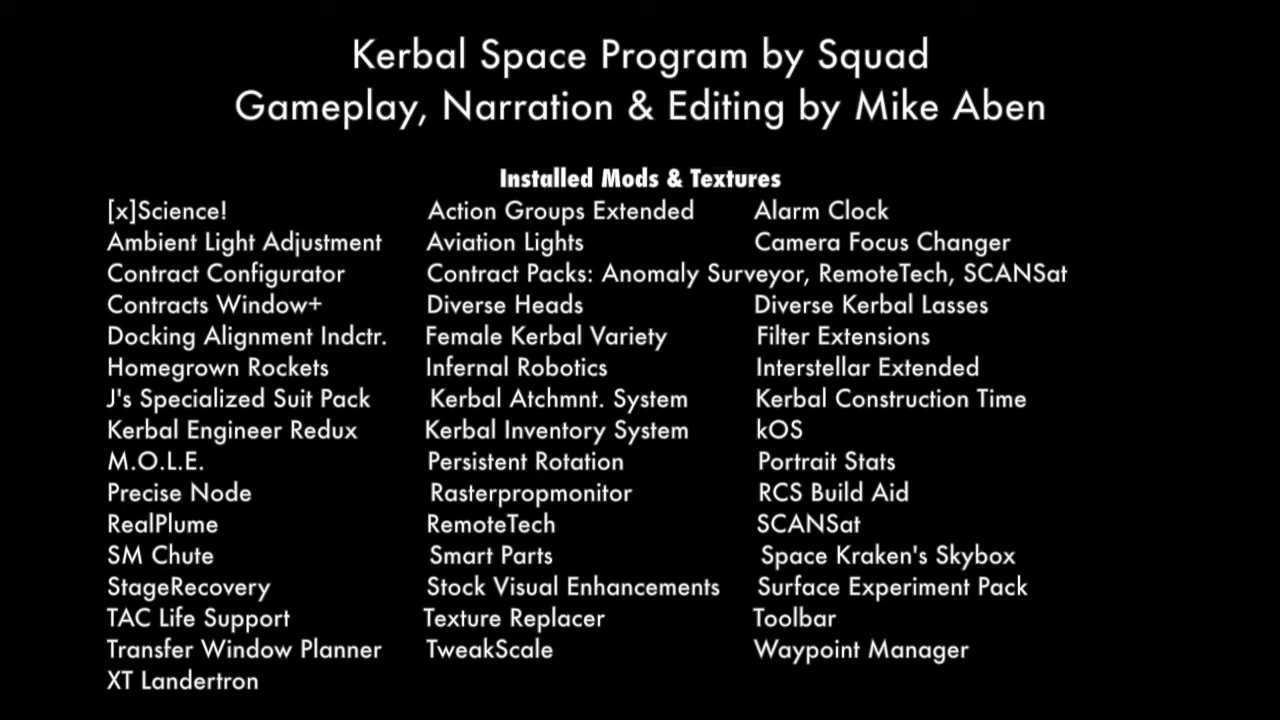 Kerbal Space Program by Squad
Gameplay, Narration & Editing by Mike Aben
Installed Mods & Textures
[x]Science! Action Groups Extended Alarm Clock
Ambient Light Adjustment Aviation Lights Camera Focus Changer
Contract Configurator Contract Packs: Anomaly Surveyor, RemoteTech, SCANSat
Contracts Window+ Diverse Heads Diverse Kerbal Lasses
Docking Alignment Indctr. Female Kerbal Variety Filter Extensions
Homegrown Rockets Infernal Robotics Interstellar Extended
J's Specialized Suit Pack Kerbal Atchmnt. System Kerbal Construction Time
Kerbal Engineer Redux Kerbal Inventory System kOS
M.O.L.E. Persistent Rotation Portrait Stats
Precise Node Rasterpropmonitor RCS Build Aid
RealPlume RemoteTech SCANSat
SM Chute Smart Parts Space Kraken's Skybox
StageRecovery Stock Visual Enhancements Surface Experiment Pack
TAC Life Support Texture Replacer Toolbar
Transfer Window Planner TweakScale Waypoint Manager
XT Landertron